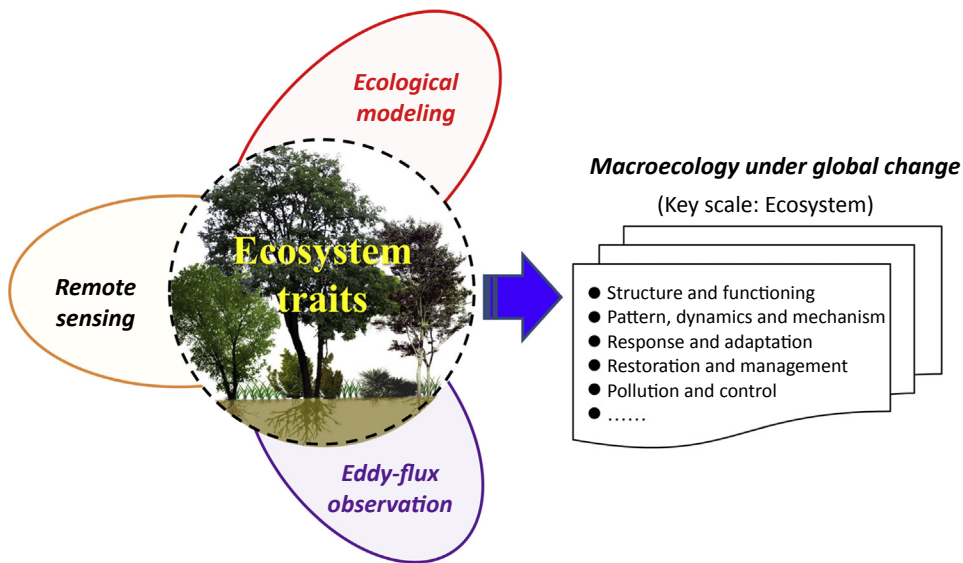 Ecological
modeling
Remote
sensing
Ecosystem
traits
Eddy-flux
observation
Macroecology under global change
(Key scale: Ecosystem)
● Structure and functioning
● Pattern, dynamics and mechanism
● Response and adaptation
● Restoration and management
● Pollution and control
● ……